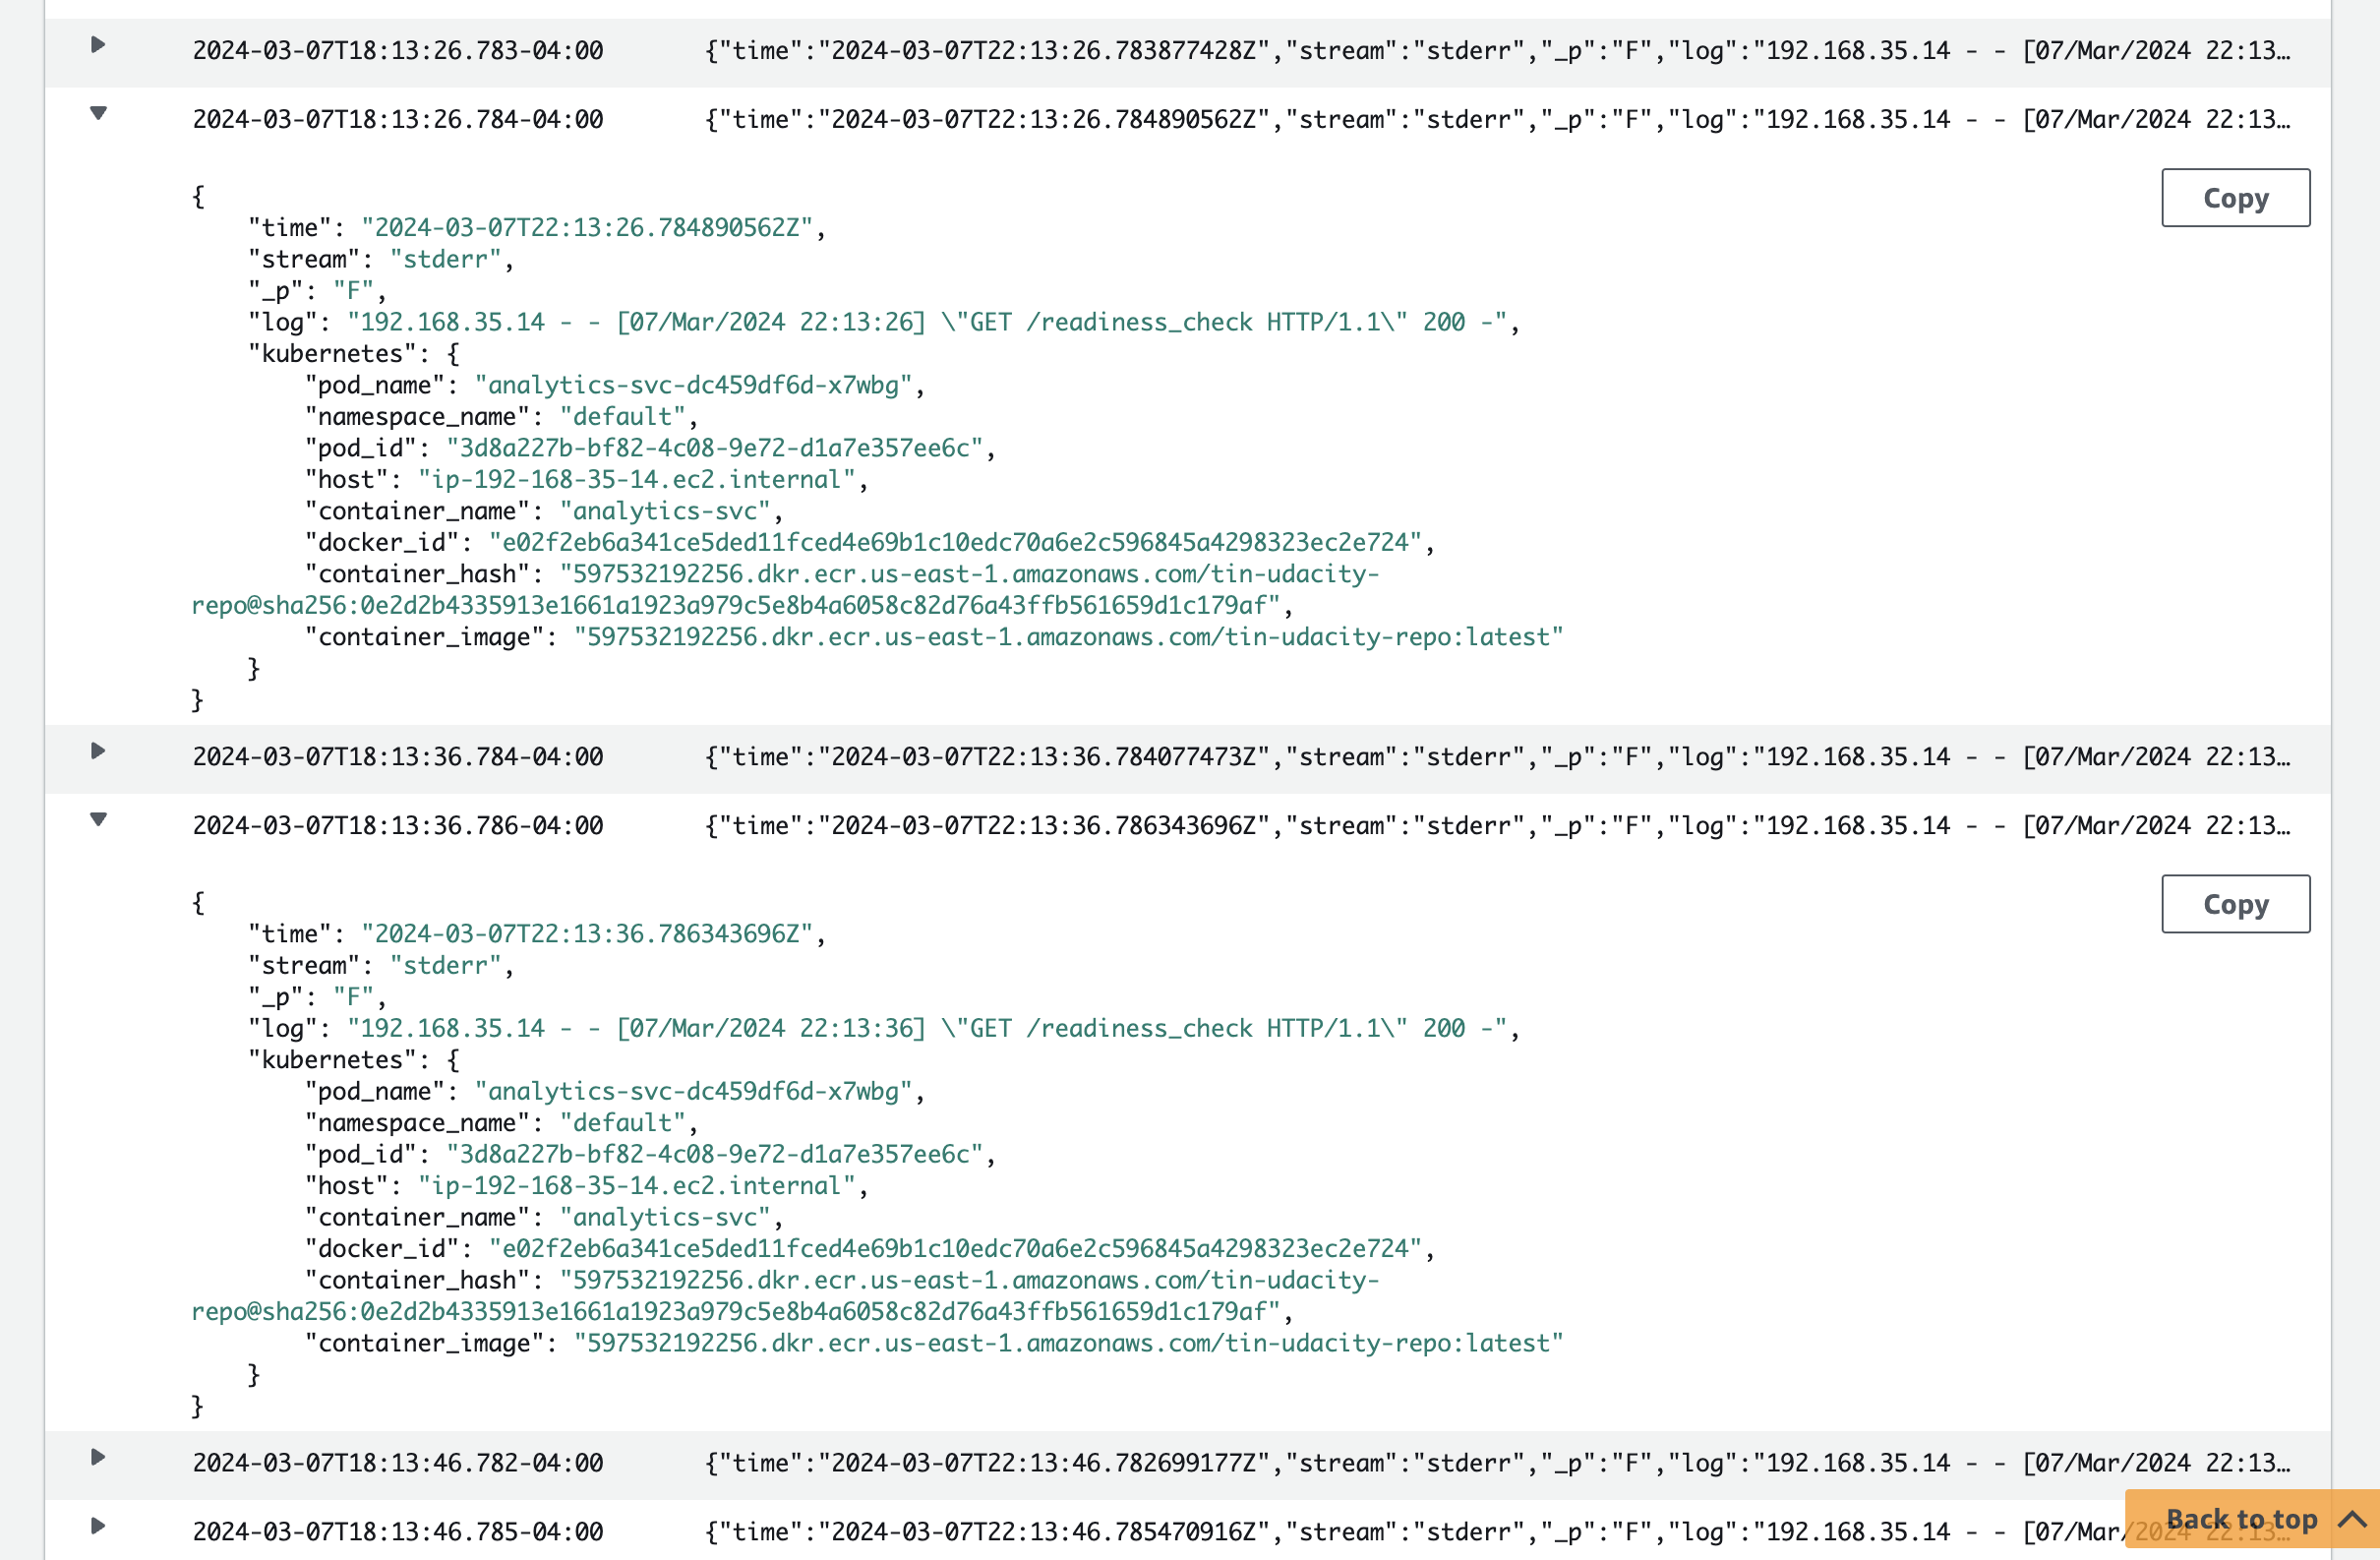 2024-03-07T18:13:26.783-04:00 {"time":"2024-03-07T22:13:26.783877428Z","stream":"stderr","_p":"F","log":"192.168.35.14 - - [07/Mar/2024 22:13…
2024-03-07T18:13:26.784-04:00 {"time":"2024-03-07T22:13:26.784890562Z","stream":"stderr","_p":"F","log":"192.168.35.14 - - [07/Mar/2024 22:13…
Copy
{
"time": "2024-03-07T22:13:26.784890562Z",
"stream": "stderr",
"_p": "F",
"log": "192.168.35.14 - - [07/Mar/2024 22:13:26] \"GET /readiness_check HTTP/1.1\" 200 -",
"kubernetes": {
"pod_name": "analytics-svc-dc459df6d-x7wbg",
"namespace_name": "default",
"pod_id": "3d8a227b-bf82-4c08-9e72-d1a7e357ee6c",
"host": "ip-192-168-35-14.ec2.internal",
"container_name": "analytics-svc",
"docker_id": "e02f2eb6a341ce5ded11fced4e69b1c10edc70a6e2c596845a4298323ec2e724",
"container_hash": "597532192256.dkr.ecr.us-east-1.amazonaws.com/tin-udacity-
repo@sha256:0e2d2b4335913e1661a1923a979c5e8b4a6058c82d76a43ffb561659d1c179af",
"container_image": "597532192256.dkr.ecr.us-east-1.amazonaws.com/tin-udacity-repo:latest"
}
}
2024-03-07T18:13:36.784-04:00 {"time":"2024-03-07T22:13:36.784077473Z","stream":"stderr","_p":"F","log":"192.168.35.14 - - [07/Mar/2024 22:13…
2024-03-07T18:13:36.786-04:00 {"time":"2024-03-07T22:13:36.786343696Z","stream":"stderr","_p":"F","log":"192.168.35.14 - - [07/Mar/2024 22:13…
Copy
{
"time": "2024-03-07T22:13:36.786343696Z",
"stream": "stderr",
"_p": "F",
"log": "192.168.35.14 - - [07/Mar/2024 22:13:36] \"GET /readiness_check HTTP/1.1\" 200 -",
"kubernetes": {
"pod_name": "analytics-svc-dc459df6d-x7wbg",
"namespace_name": "default",
"pod_id": "3d8a227b-bf82-4c08-9e72-d1a7e357ee6c",
"host": "ip-192-168-35-14.ec2.internal",
"container_name": "analytics-svc",
"docker_id": "e02f2eb6a341ce5ded11fced4e69b1c10edc70a6e2c596845a4298323ec2e724",
"container_hash": "597532192256.dkr.ecr.us-east-1.amazonaws.com/tin-udacity-
repo@sha256:0e2d2b4335913e1661a1923a979c5e8b4a6058c82d76a43ffb561659d1c179af",
"container_image": "597532192256.dkr.ecr.us-east-1.amazonaws.com/tin-udacity-repo:latest"
}
}
2024-03-07T18:13:46.782-04:00 {"time":"2024-03-07T22:13:46.782699177Z","stream":"stderr","_p":"F","log":"192.168.35.14 - - [07/Mar/2024 22:13…
2024-03-07T18:13:46.785-04:00 {"time":"2024-03-07T22:13:46.785470916Z","stream":"stderr","_p":"F","log":"192.168.35.14 - - [07/Mar/2024 22:13…
Back to top